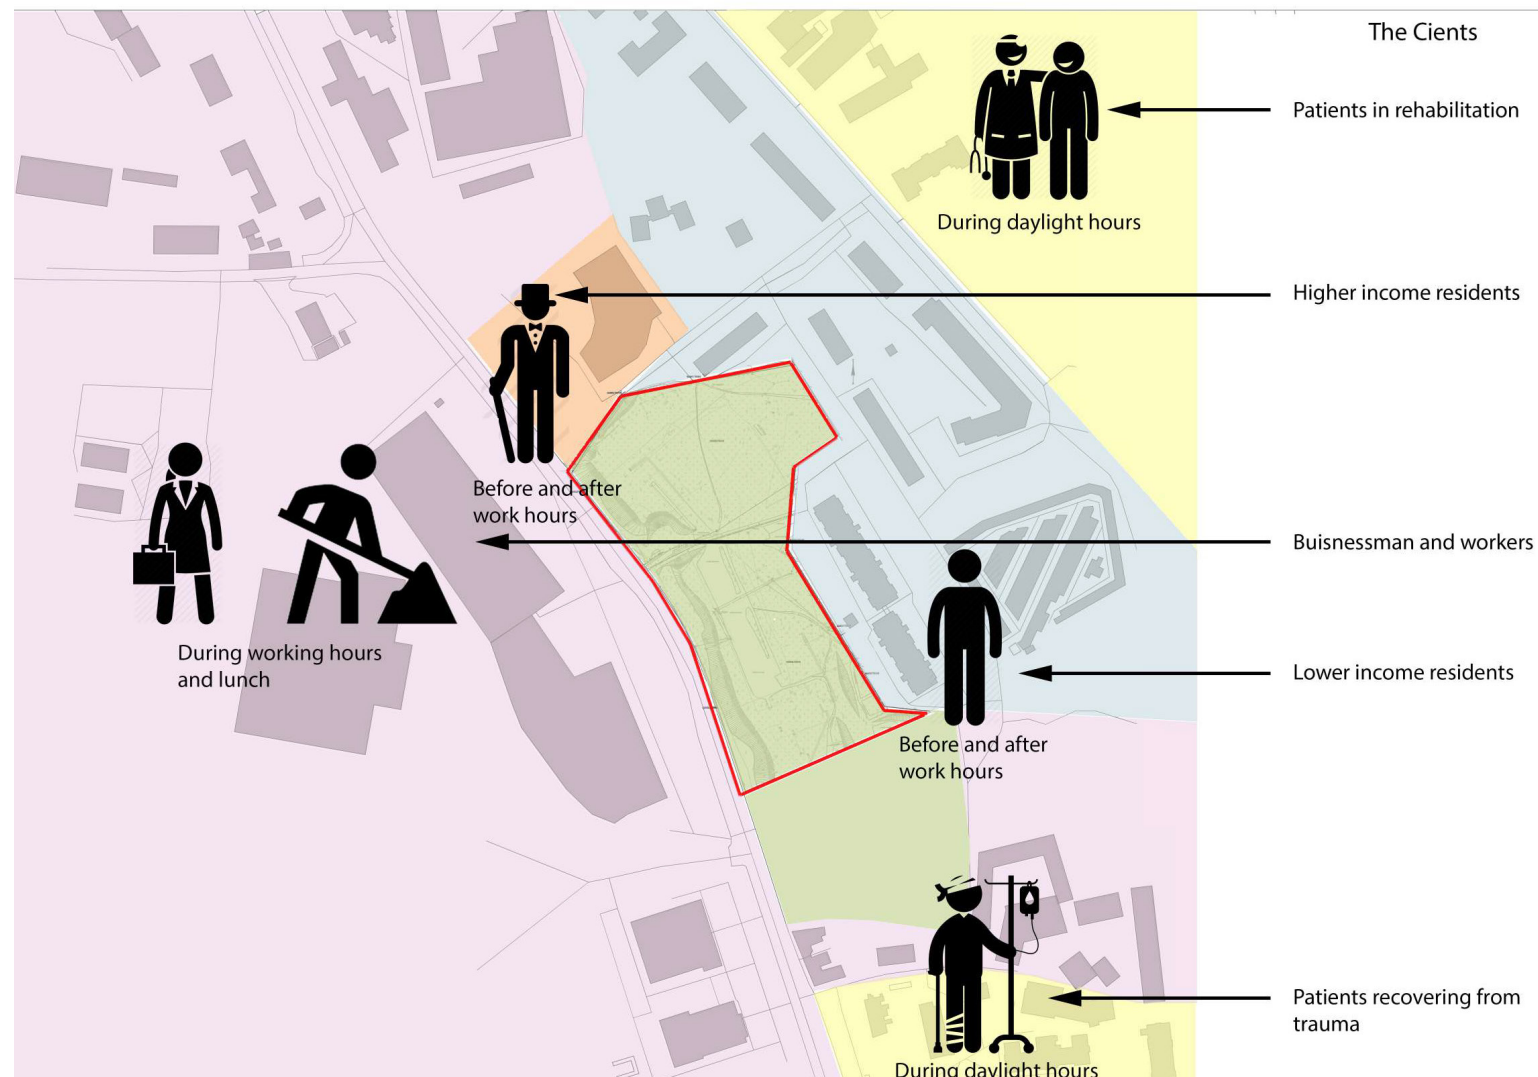 The Cients
Patients in rehabilitation
During daylight hours
Higher income residents
Before and after
work hours
Buisnessman and workers
During working hours
and lunch
Lower income residents
Before and after
work hours
Patients recovering from
trauma
During daylight hours